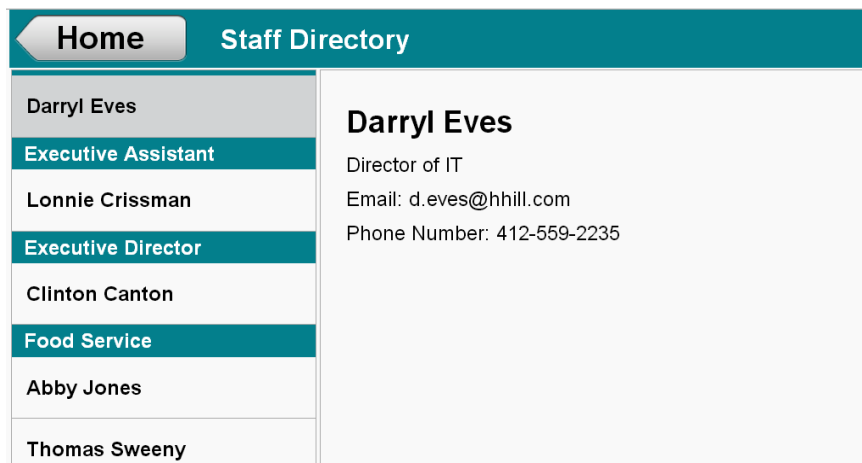 Home
Staff Directory
Darryl Eves
Executive Assistant
Lonnie Crissman
Executive Director
Clinton Canton
Food Service
Abby Jones
Thomas Sweeny
Darryl Eves
Director of IT
Email: d.eves@hhill.com
Phone Number: 412-559-2235